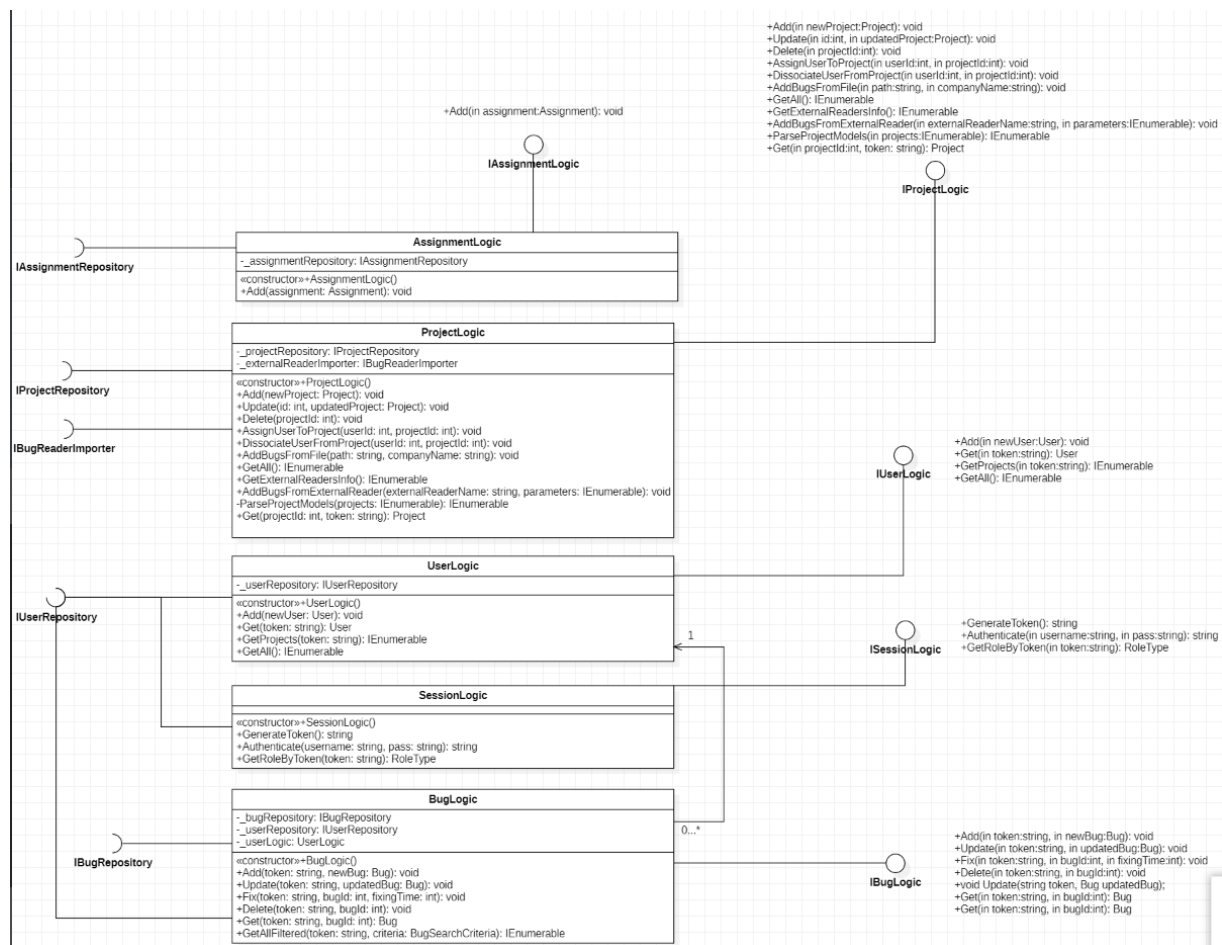 +Add(in newProject:Project): void
+Update(in id:int, in updatedProject:Project): void
+Delete(in projectId:int): void
+AssignUserToProject(in userId:int, in projectId:int): void
+DissociateUserFromProject(in userId:int, in projectId:int): void
+AddBugsFromFile(in path:string, in companyName:string): void
+GetAll(): IEnumerable
+GetExternalReadersInfo(): IEnumerable
+AddBugsFromExternalReader(in externalReaderName:string, in parameters:IEnumerable): void
+ParseProjectModels(in projects:IEnumerable): IEnumerable
+Get(in projectId:int, token: string): Project
IProjectLogic
+Add(in assignment:Assignment): void
IAssignmentLogic
IAssignmentRepository
AssignmentLogic
-_assignmentRepository: IAssignmentRepository
«constructor»+AssignmentLogic()
+Add(assignment: Assignment): void
IProjectRepository
IBugReaderImporter
ProjectLogic
-_projectRepository: IProjectRepository
-_externalReaderImporter: IBugReaderImporter
«constructor»+ProjectLogic()
+Add(newProject: Project): void
+Update(id: int, updatedProject: Project): void
+Delete(projectId: int): void
+AssignUserToProject(userId: int, projectId: int): void
+DissociateUserFromProject(userId: int, projectId: int): void
+AddBugsFromFile(path: string, companyName: string): void
+GetAll(): IEnumerable
+GetExternalReadersInfo(): IEnumerable
+AddBugsFromExternalReader(externalReaderName: string, parameters: IEnumerable): void
-ParseProjectModels(projects: IEnumerable): IEnumerable
+Get(projectId: int, token: string): Project
IUserLogic
+Add(in newUser:User): void
+Get(in token:string): User
+GetProjects(in token:string): IEnumerable
+GetAll(): IEnumerable
IUserRepository
UserLogic
-_userRepository: IUserRepository
«constructor»+UserLogic()
+Add(newUser: User): void
+Get(token: string): User
+GetProjects(token: string): IEnumerable
+GetAll(): IEnumerable
1
ISessionLogic
+GenerateToken(): string
+Authenticate(in username:string, in pass:string): string
+GetRoleByToken(in token:string): RoleType
SessionLogic
«constructor»+SessionLogic()
+GenerateToken(): string
+Authenticate(username: string, pass: string): string
+GetRoleByToken(token: string): RoleType
IBugRepository
BugLogic
-_bugRepository: IBugRepository
-_userRepository: IUserRepository
-_userLogic: UserLogic
«constructor»+BugLogic()
+Add(token: string, newBug: Bug): void
+Update(token: string, updatedBug: Bug): void
+Fix(token: string, bugId: int, fixingTime: int): void
+Delete(token: string, bugId: int): void
+Get(token: string, bugId: int): Bug
+GetAllFiltered(token: string, criteria: BugSearchCriteria): IEnumerable
0...*
IBugLogic
+Add(in token:string, in newBug:Bug): void
+Update(in token:string, in updatedBug:Bug): void
+Fix(in token:string, in bugId:int, in fixingTime:int): void
+Delete(in token:string, in bugId:int): void
+void Update(string token, Bug updatedBug);
+Get(in token:string, in bugId:int): Bug
+Get(in token:string, in bugId:int): Bug